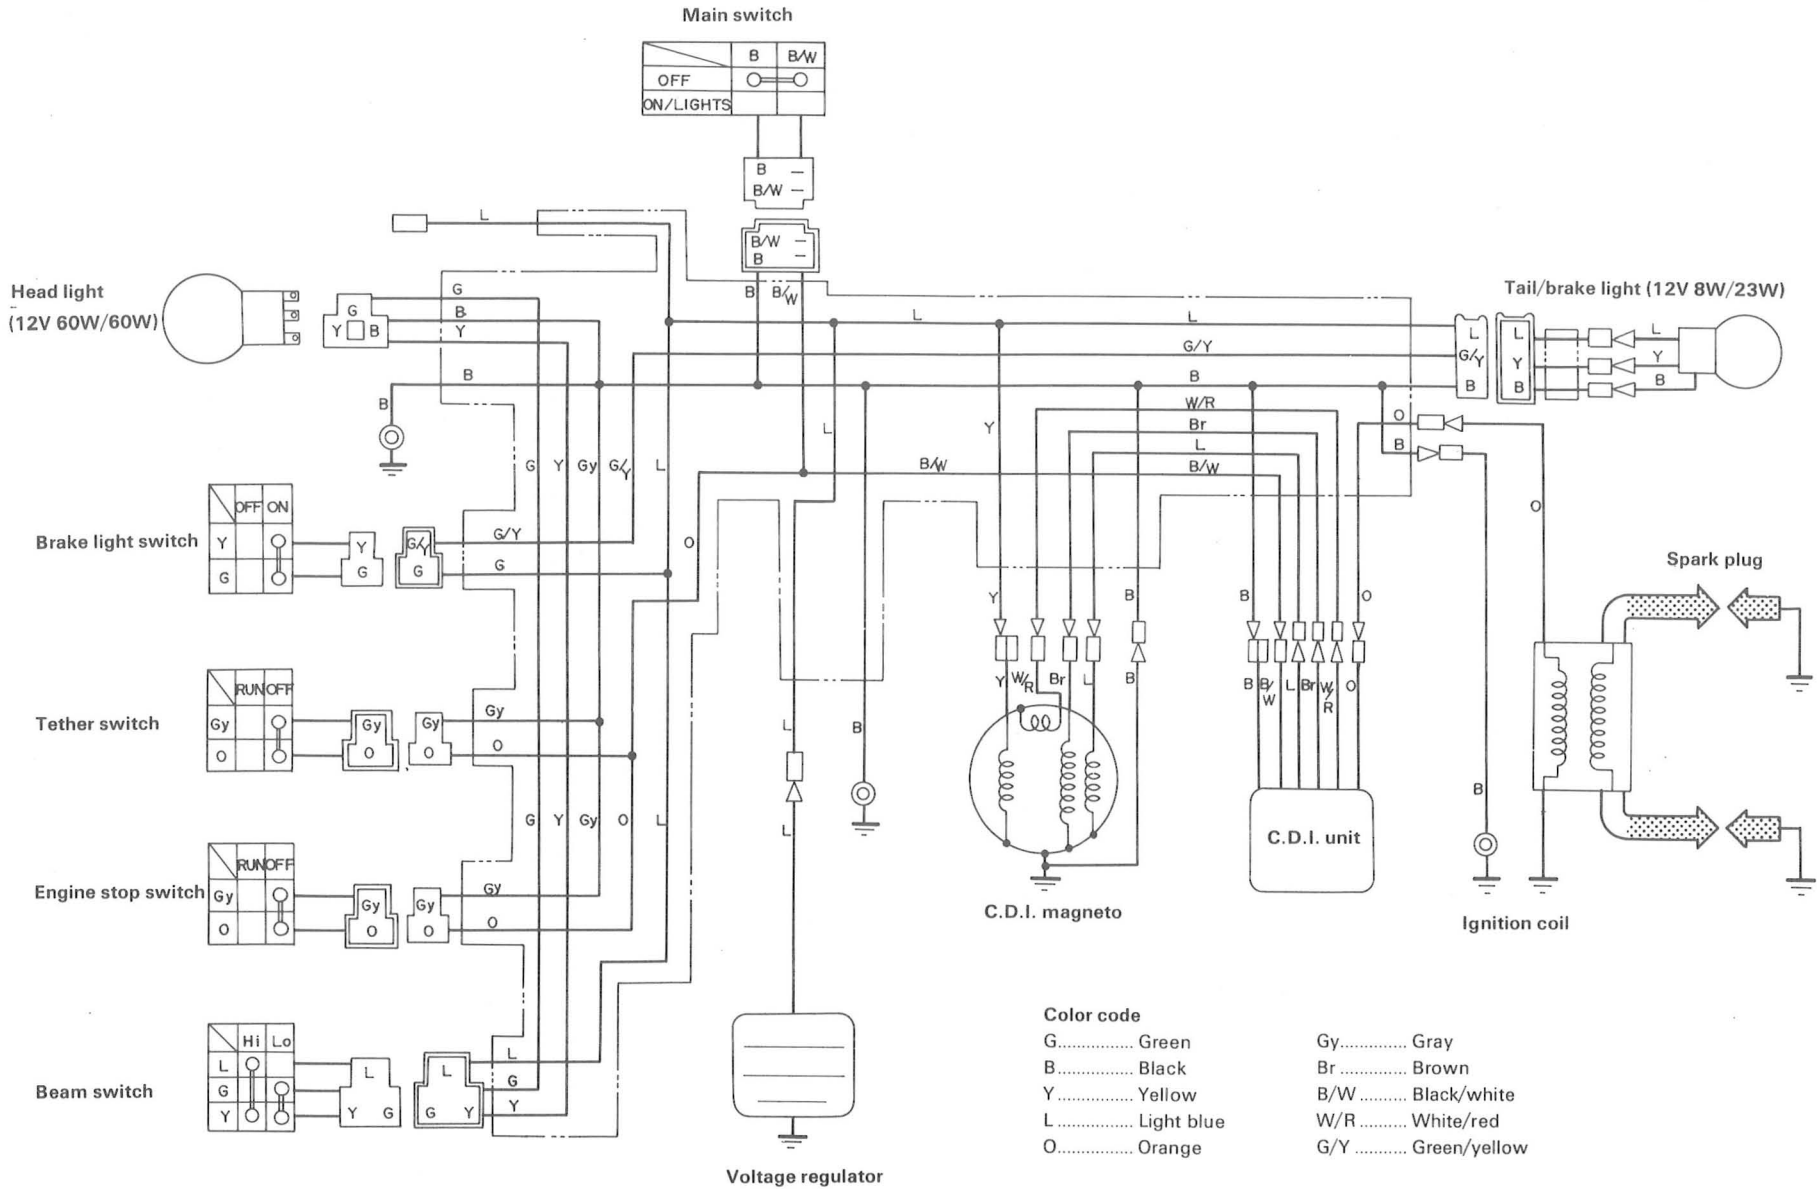 Main switch
B B/W
OFF
ON/LIGHTS
B
B/W
B/W
B
B B/W
L
Head light
(12V 60W/60W)
G
Y B
G
B
Y
Tail/brake light (12V 8W/23W)
L L
G/Y
B B
L
G/Y
B
L
Y
B
L
Y
B
B
W/R
Br
L
B/W B/W
O
B
L
Y
G Y Gy G/Y L
O
O
Brake light switch
OFF ON
Y
G
Y
G
G/Y
G
G/Y
G
Spark plug
Y B B O
Tether switch
RUN OFF
Gy
O
Gy
O
Gy
O
Gy
O
L B
Y W/R Br L B
B B/W L Br W/R O
B
Engine stop switch
RUN OFF
Gy
O
Gy
O
Gy
O
Gy
O
G Y Gy O L
L
C.D.I. unit
C.D.I. magneto
Ignition coil
Beam switch
Hi Lo
L
G
Y
L
Y G
L
G Y
L
G
Y
Voltage regulator
Color code
G............... Green
B............... Black
Y............... Yellow
L............... Light blue
O............... Orange
Gy............. Gray
Br ............. Brown
B/W .......... Black/white
W/R .......... White/red
G/Y ........... Green/yellow